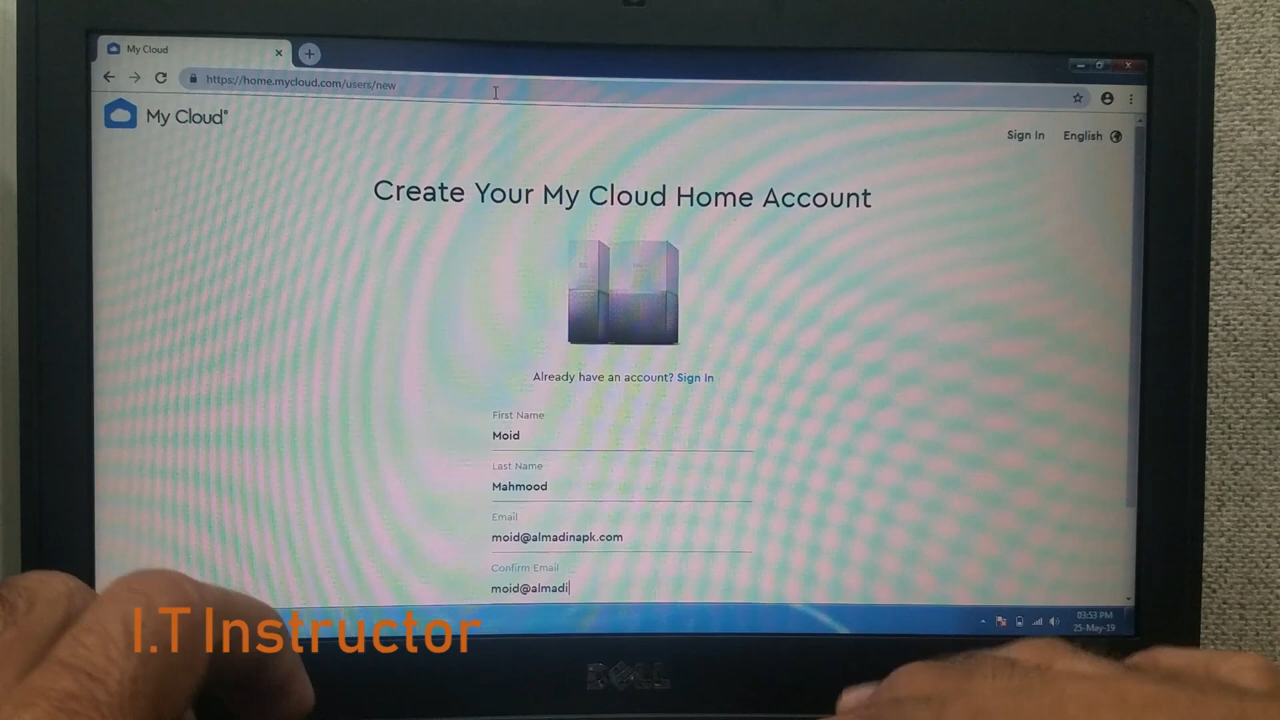 My Cloud
https://home.mycloud.com/users/new
My Cloud
Sign In English
Create Your My Cloud Home Account
Already have an account? Sign In
First Name
Moid
Last Name
Mahmood
Email
moid@almadinapk.com
Confirm Email
moid@almadi
03:53 PM
25-May-19
I.T Instructor
DELL